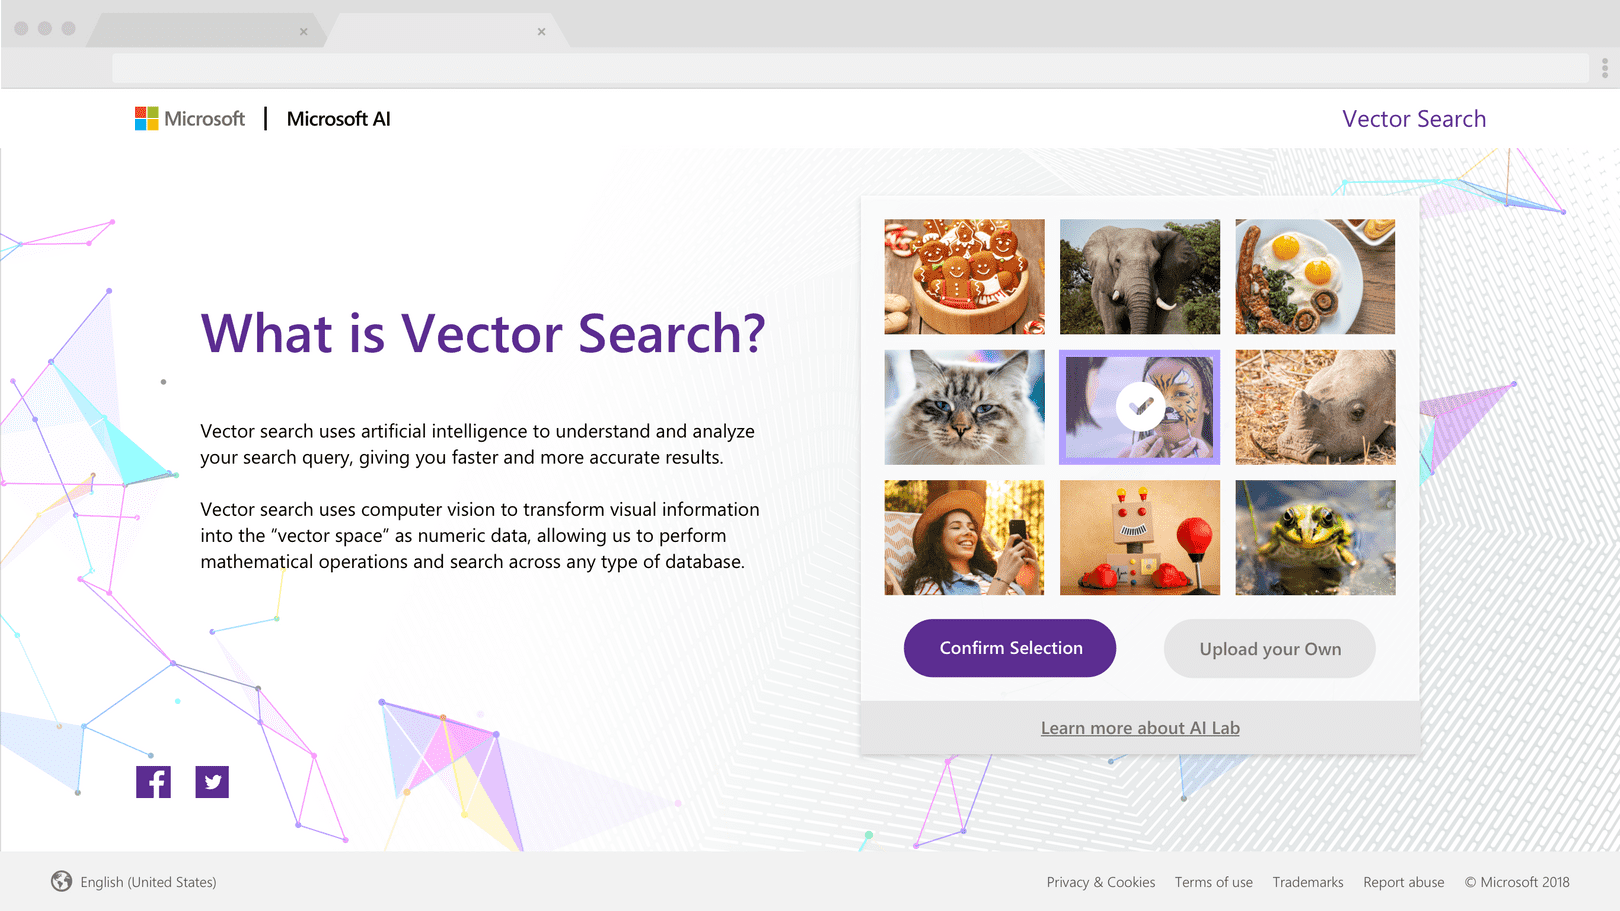 Microsoft | Microsoft AI
Vector Search
What is Vector Search?
Vector search uses artificial intelligence to understand and analyze
your search query, giving you faster and more accurate results.
Vector search uses computer vision to transform visual information
into the “vector space” as numeric data, allowing us to perform
mathematical operations and search across any type of database.
Confirm Selection
Upload your Own
Learn more about AI Lab
English (United States)
Privacy & Cookies
Terms of use
Trademarks
Report abuse
© Microsoft 2018